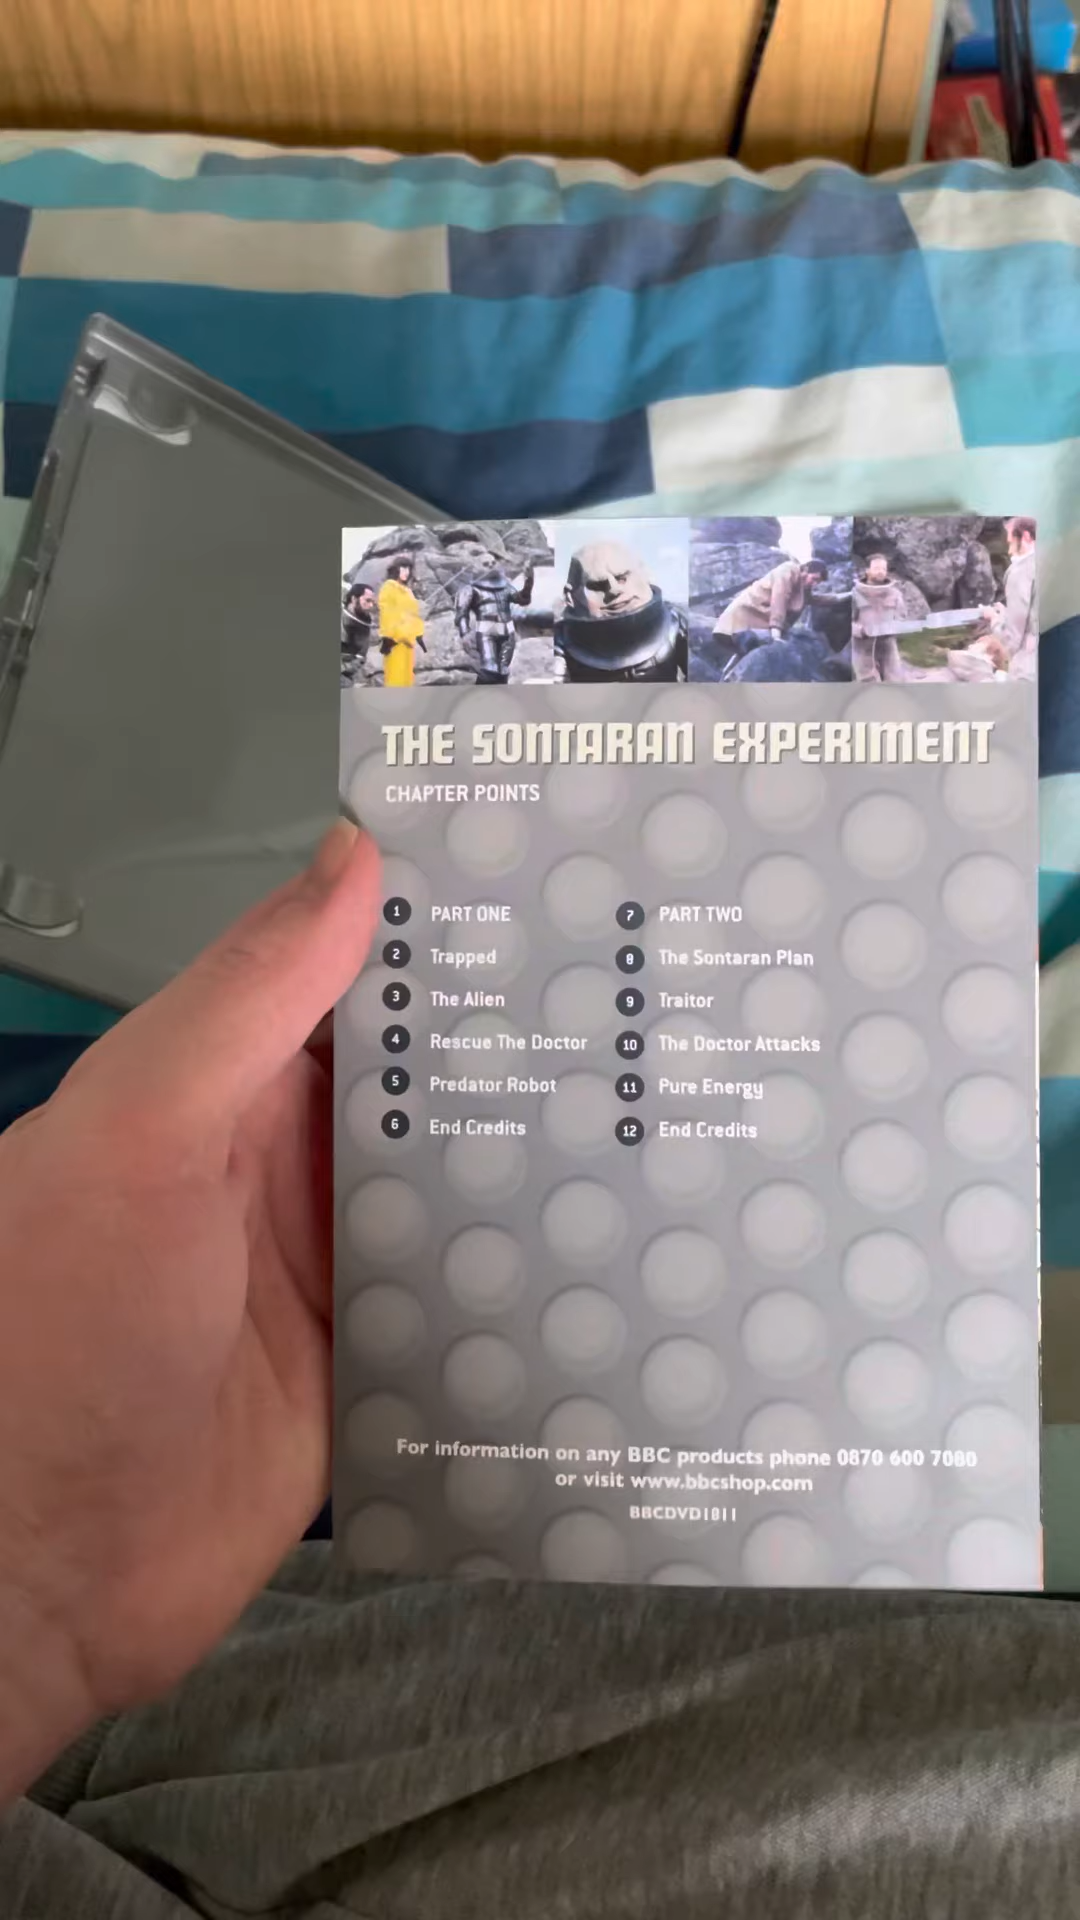 THE SONTARAN EXPERIMENT
CHAPTER POINTS
1 PART ONE
2 Trapped
3 The Alien
4 Rescue The Doctor
5 Predator Robot
6 End Credits
7 PART TWO
8 The Sontaran Plan
9 Traitor
10 The Doctor Attacks
11 Pure Energy
12 End Credits
For information on any BBC products phone 0870 600 7080
or visit www.bbcshop.com
BBCDVD1811